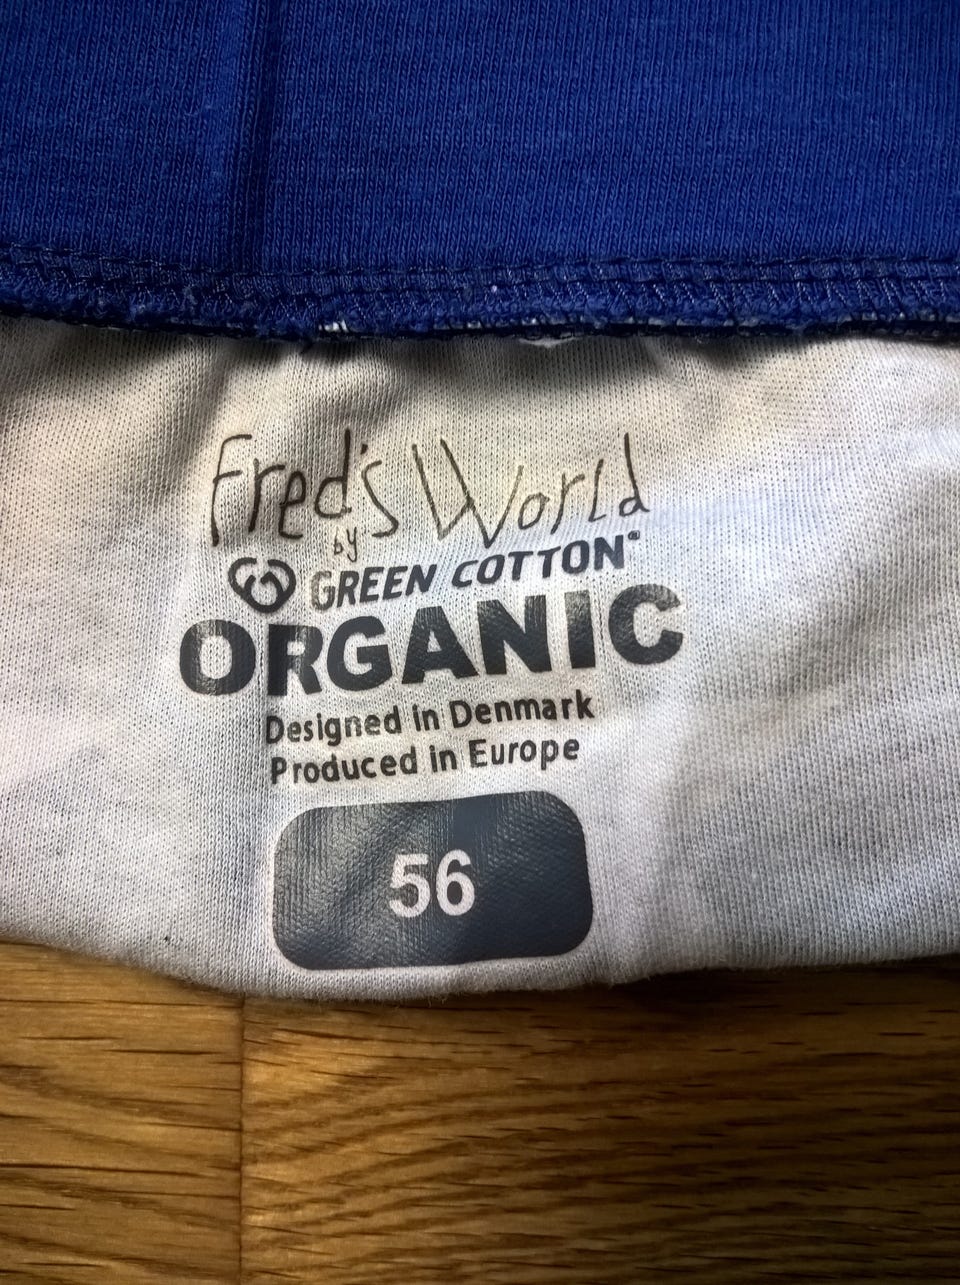 Fred's World
by
GREEN COTTON®
ORGANIC
Designed in Denmark
Produced in Europe
56